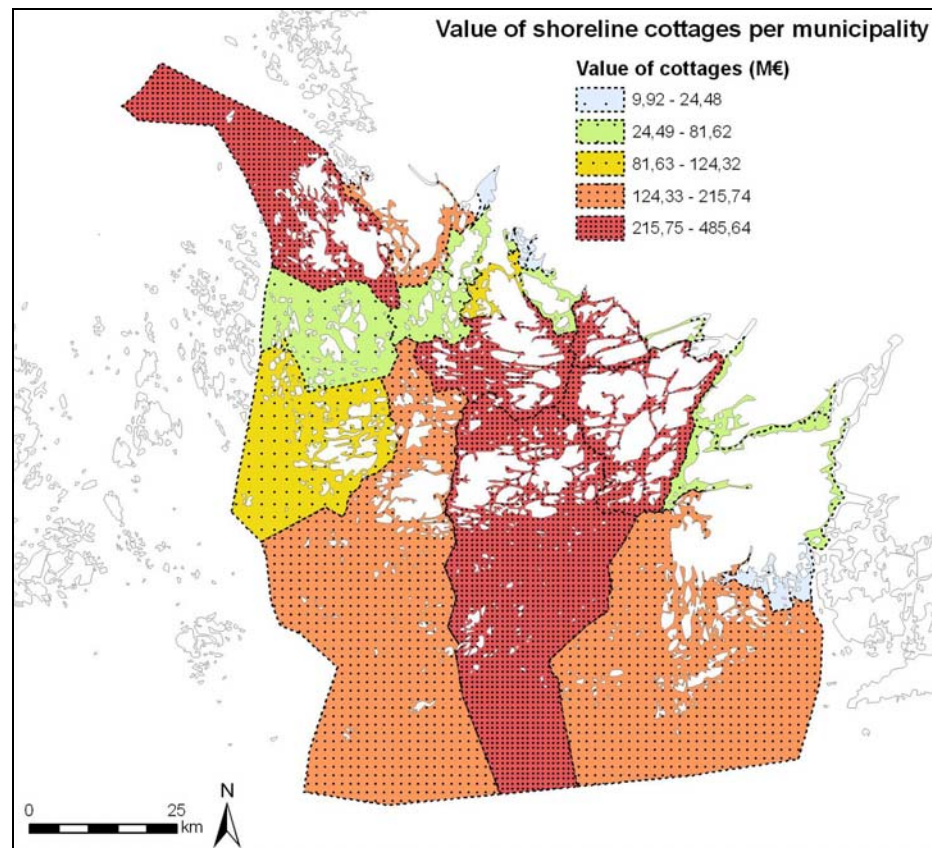 Value of shoreline cottages per municipality
Value of cottages (M€)
9,92 - 24,48
24,49 - 81,62
81,63 - 124,32
124,33 - 215,74
215,75 - 485,64
N
0 25
km